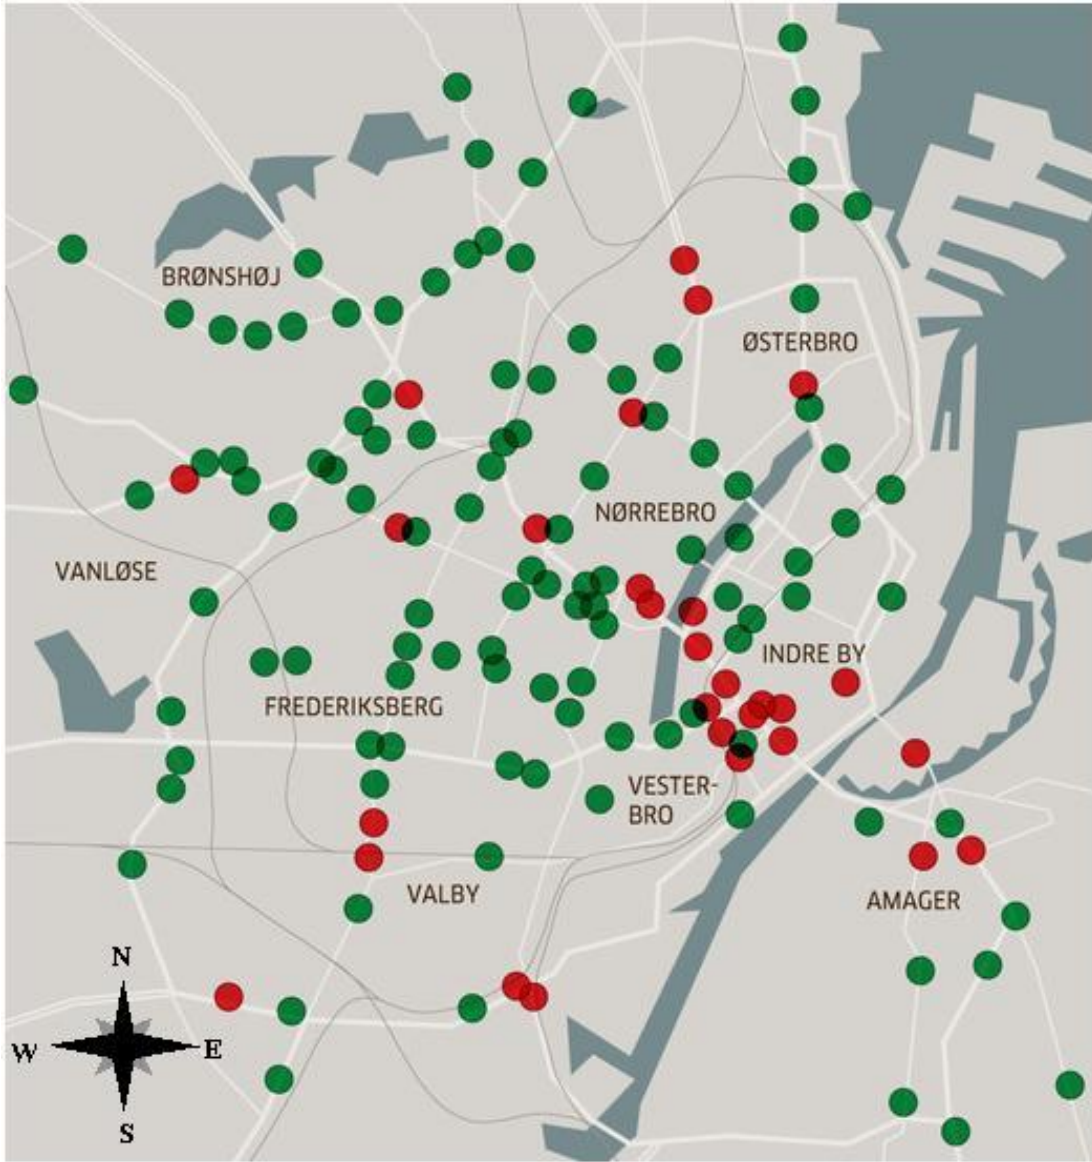 BRØNSHØJ
ØSTERBRO
NØRREBRO
VANLØSE
INDRE BY
FREDERIKSBERG
VESTER-
BRO
VALBY
AMAGER
N
W
E
S